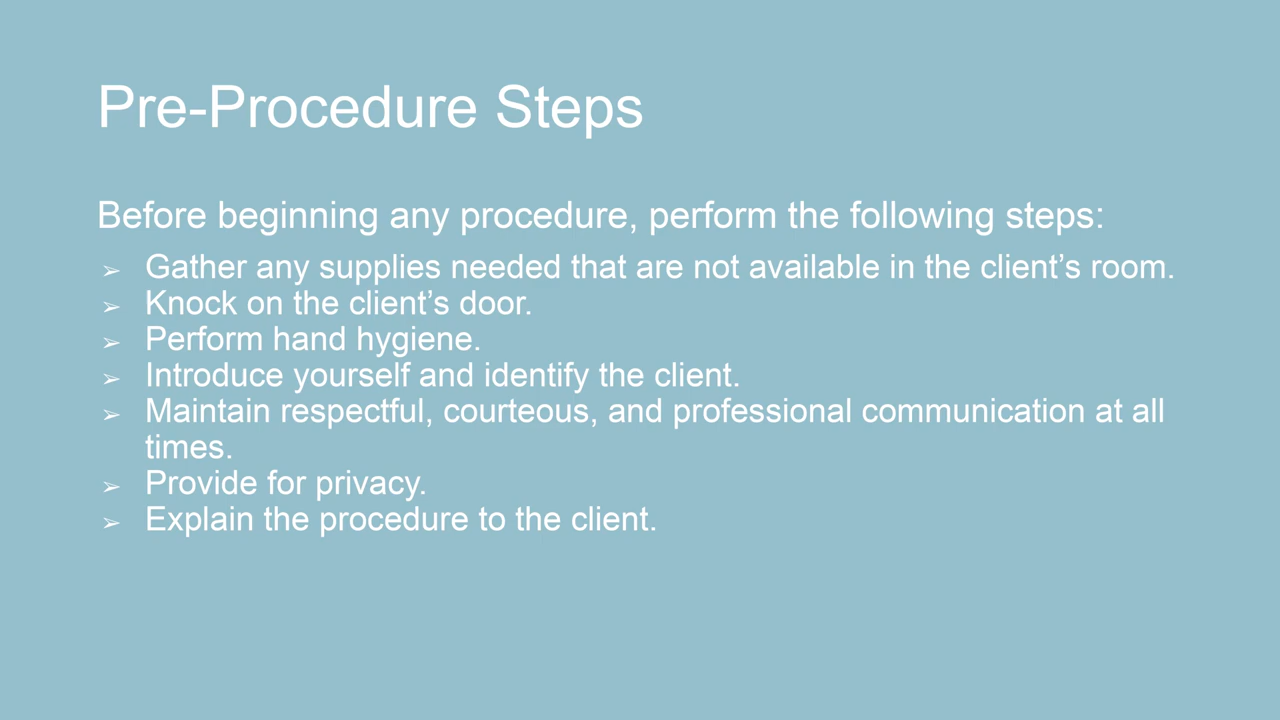 Pre-Procedure Steps
Before beginning any procedure, perform the following steps:
➢ Gather any supplies needed that are not available in the client’s room.
➢ Knock on the client’s door.
➢ Perform hand hygiene.
➢ Introduce yourself and identify the client.
➢ Maintain respectful, courteous, and professional communication at all
times.
➢ Provide for privacy.
➢ Explain the procedure to the client.